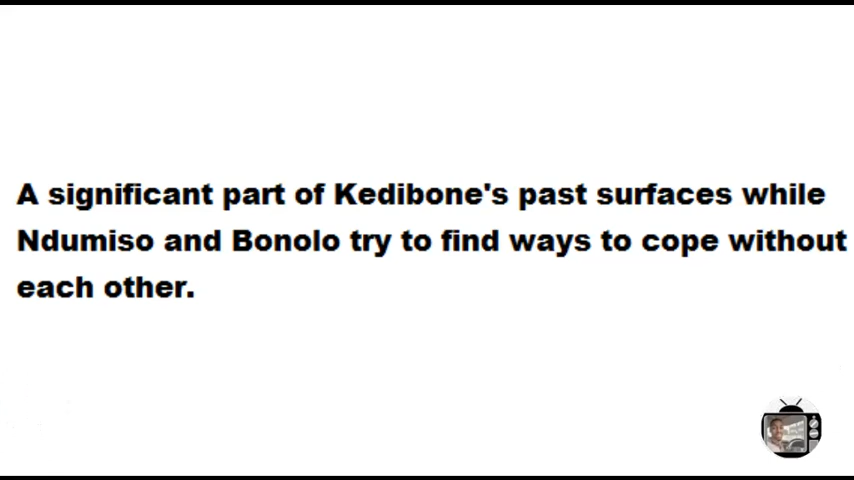 A significant part of Kedibone's past surfaces while
Ndumiso and Bonolo try to find ways to cope without
each other.